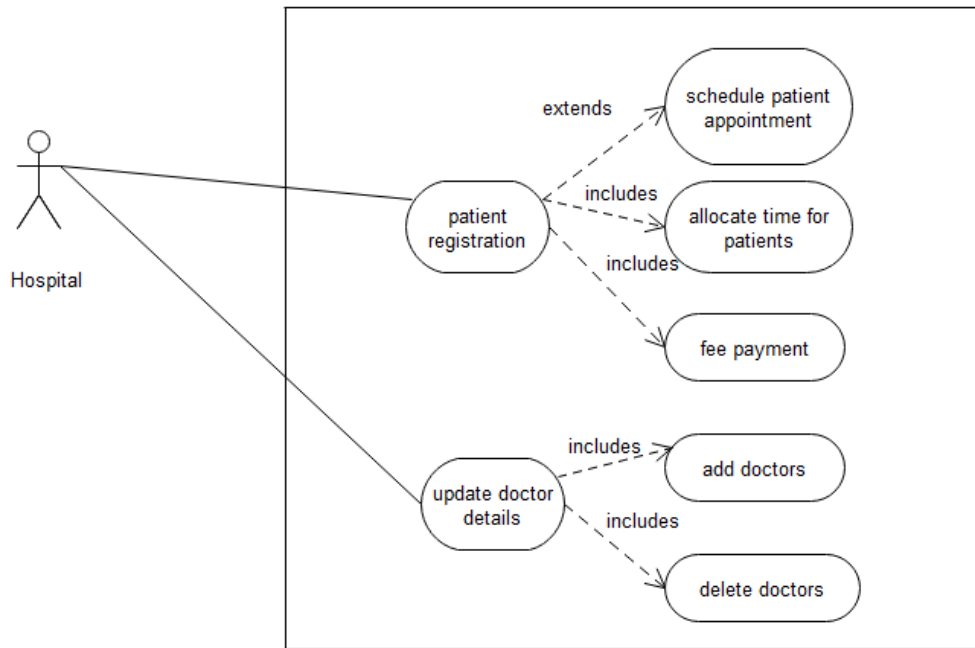 schedule patient
appointment
extends
includes
allocate time for
patients
patient
registration
includes
Hospital
fee payment
includes
add doctors
update doctor
details
includes
delete doctors